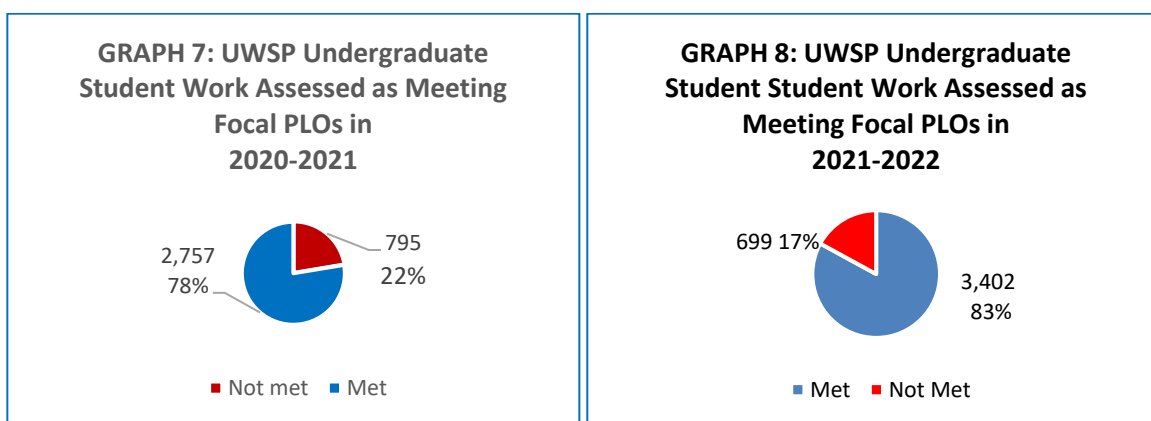 GRAPH 7: UWSP Undergraduate
Student Work Assessed as Meeting
Focal PLOs in
2020-2021
2,757
78%
795
22%
Not met Met
GRAPH 8: UWSP Undergraduate
Student Student Work Assessed as
Meeting Focal PLOs in
2021-2022
699 17%
3,402
83%
Met Not Met